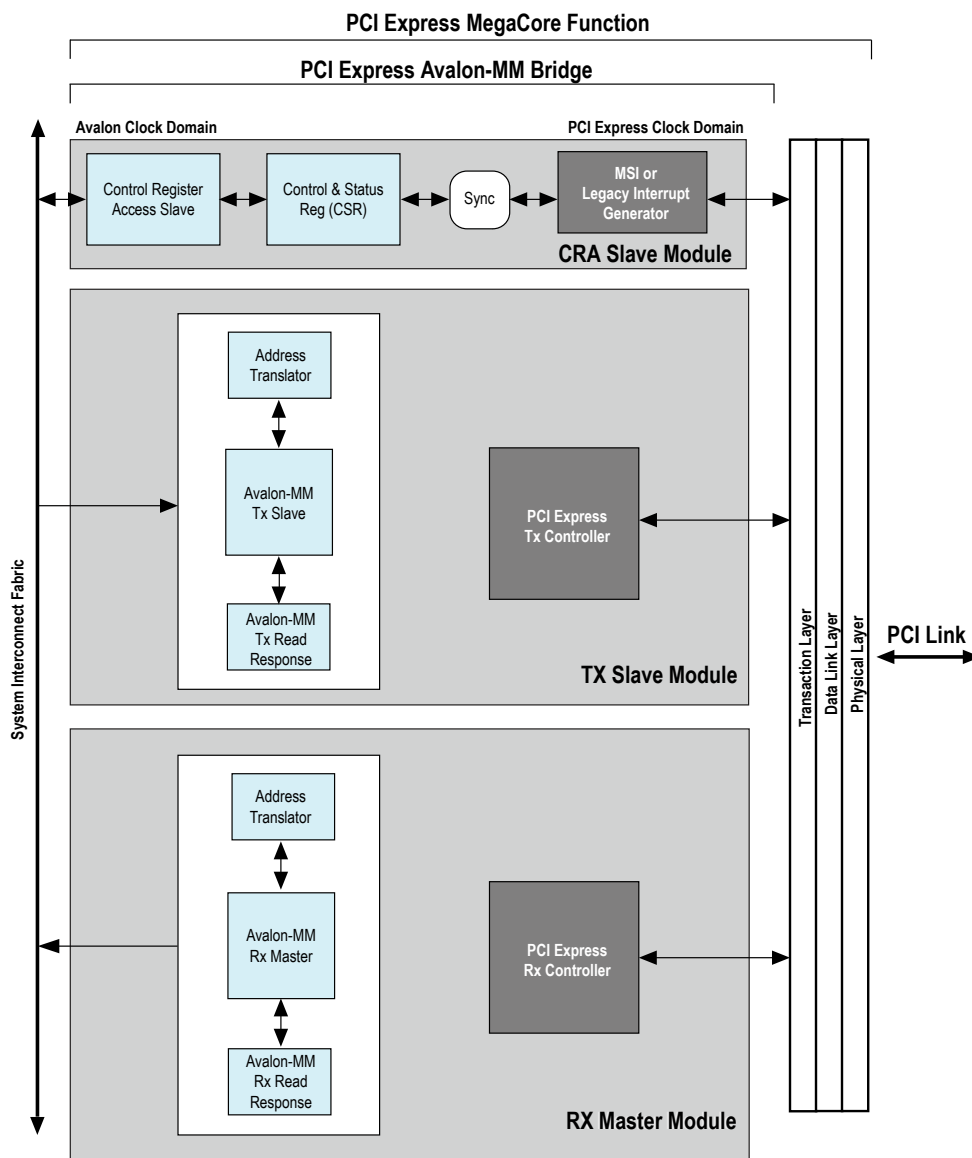 PCI Express MegaCore Function
PCI Express Avalon-MM Bridge
Avalon Clock Domain
PCI Express Clock Domain
Control Register
Access Slave
Control & Status
Reg (CSR)
Sync
MSI or
Legacy Interrupt
Generator
CRA Slave Module
Address
Translator
Avalon-MM
Tx Slave
Avalon-MM
Tx Read
Response
PCI Express
Tx Controller
TX Slave Module
System Interconnect Fabric
Transaction Layer
Data Link Layer
Physical Layer
PCI Link
Address
Translator
Avalon-MM
Rx Master
Avalon-MM
Rx Read
Response
PCI Express
Rx Controller
RX Master Module